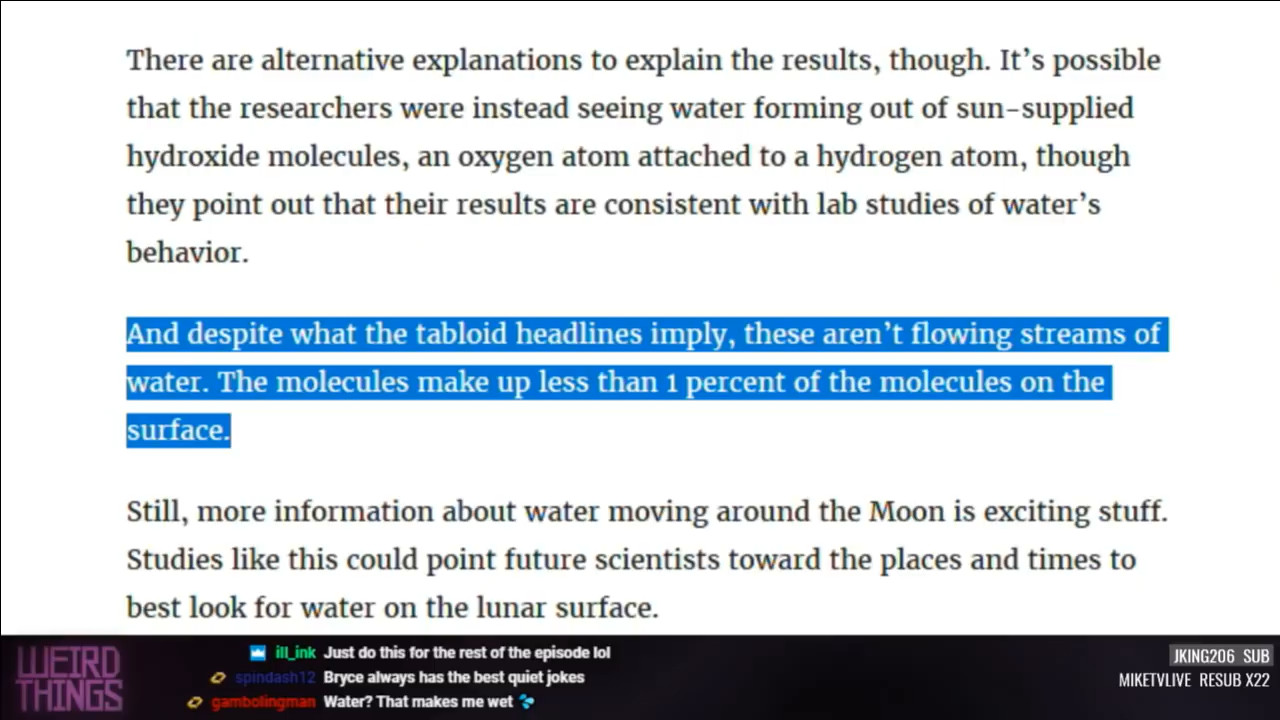 There are alternative explanations to explain the results, though. It’s possible
that the researchers were instead seeing water forming out of sun-supplied
hydroxide molecules, an oxygen atom attached to a hydrogen atom, though
they point out that their results are consistent with lab studies of water’s
behavior.
And despite what the tabloid headlines imply, these aren’t flowing streams of
water. The molecules make up less than 1 percent of the molecules on the
surface.
Still, more information about water moving around the Moon is exciting stuff.
Studies like this could point future scientists toward the places and times to
best look for water on the lunar surface.
WEIRD
THINGS
ill_ink Just do this for the rest of the episode lol
spindash12 Bryce always has the best quiet jokes
gambolingman Water? That makes me wet
JKING206 SUB
MIKETVLIVE RESUB X22